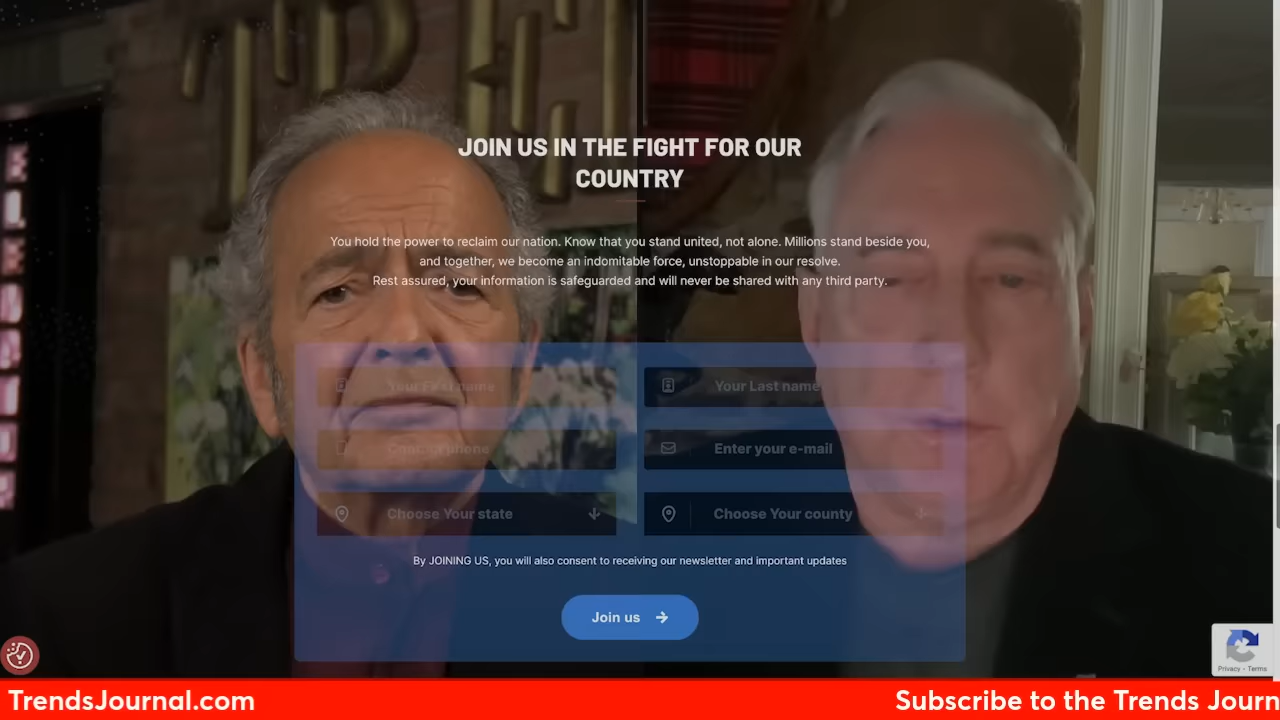 JOIN US IN THE FIGHT FOR OUR
COUNTRY
You hold the power to reclaim our nation. Know that you stand united, not alone. Millions stand beside you,
and together, we become an indomitable force, unstoppable in our resolve.
Rest assured, your information is safeguarded and will never be shared with any third party.
Your First name
Your Last name
phone
Enter your e-mail
Choose Your state
Choose Your county
By JOINING US, you will also consent to receiving our newsletter and important updates
Join us
Privacy - Terms
TrendsJournal.com
Subscribe to the Trends Journ